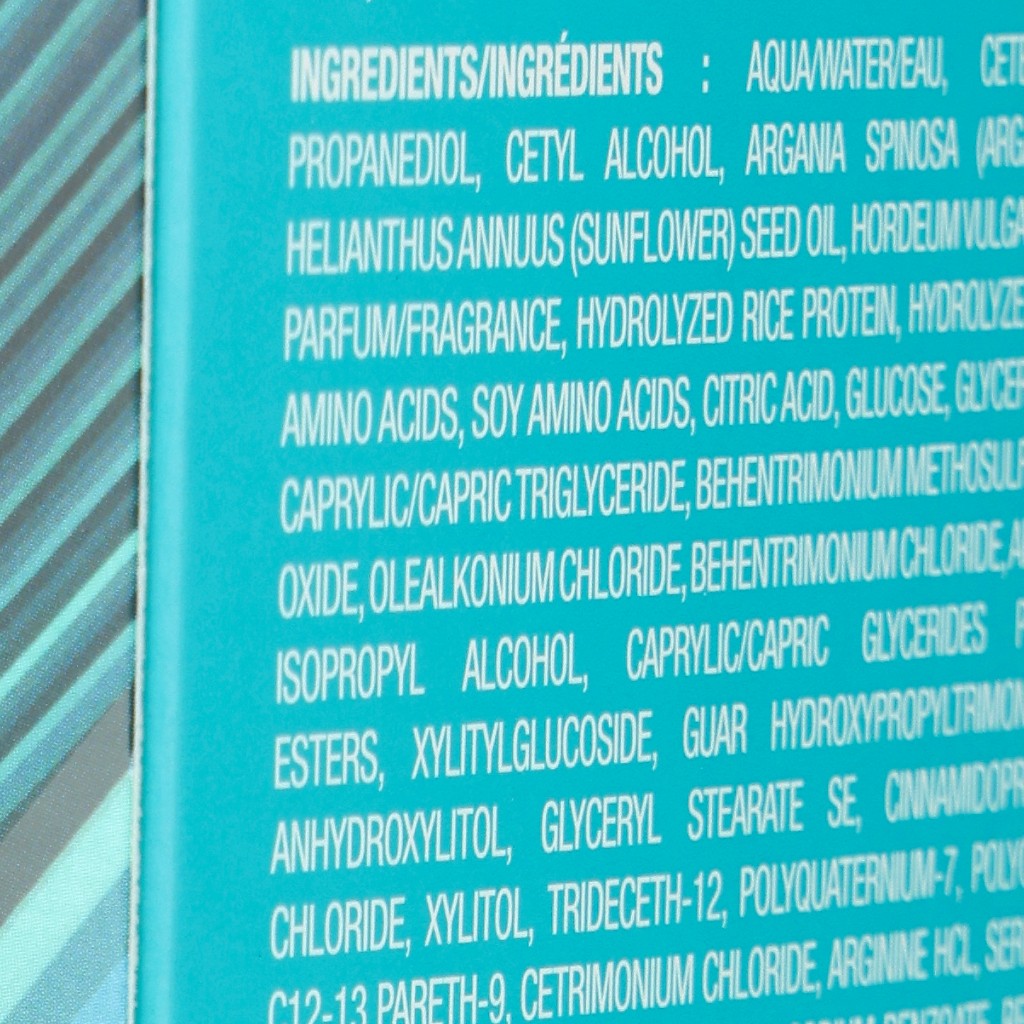 INGREDIENTS/INGRÉDIENTS : AQUA/WATER/EAU,
PROPANEDIOL, CETYL ALCOHOL, ARGANIA SPINOSA
HELIANTHUS ANNUUS (SUNFLOWER) SEED OIL, HORDEUM
PARFUM/FRAGRANCE, HYDROLYZED RICE PROTEIN,
AMINO ACIDS, SOY AMINO ACIDS, CITRIC ACID, GLUCOSE,
CAPRYLIC/CAPRIC TRIGLYCERIDE, BEHENTRIMONIUM
OXIDE, OLEALKONIUM CHLORIDE, BEHENTRIMONIUM CHLORIDE,
ISOPROPYL ALCOHOL, CAPRYLIC/CAPRIC GLYCERIDES
ESTERS, XYLITYLGLUCOSIDE, GUAR
ANHYDROXYLITOL, GLYCERYL STEARATE SE,
CHLORIDE, XYLITOL, TRIDECETH-12, POLYQUATERNIUM-7,
C12-13 PARETH-9, CETRIMONIUM CHLORIDE, ARGININE HCL,